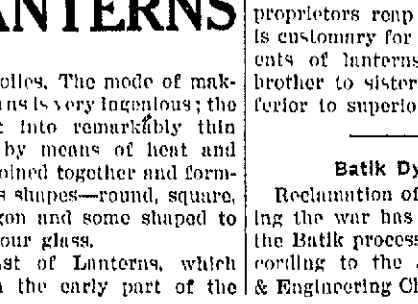 ANTERNS
olles. The mode of mak-
ns is very ingenious; the
t into remarkably thin
by means of heat and
oined together and form-
s shapes—round, square,
gon and some shaped to
our glass.
st of Lanterns, which
n the early part of the
proprietors reap
is customary for
ents of lanterns
brother to sister
ferior to superio
Batik Dy
Reclamation of
ing the war has
the Batik process
cording to the
& Engineering Ch